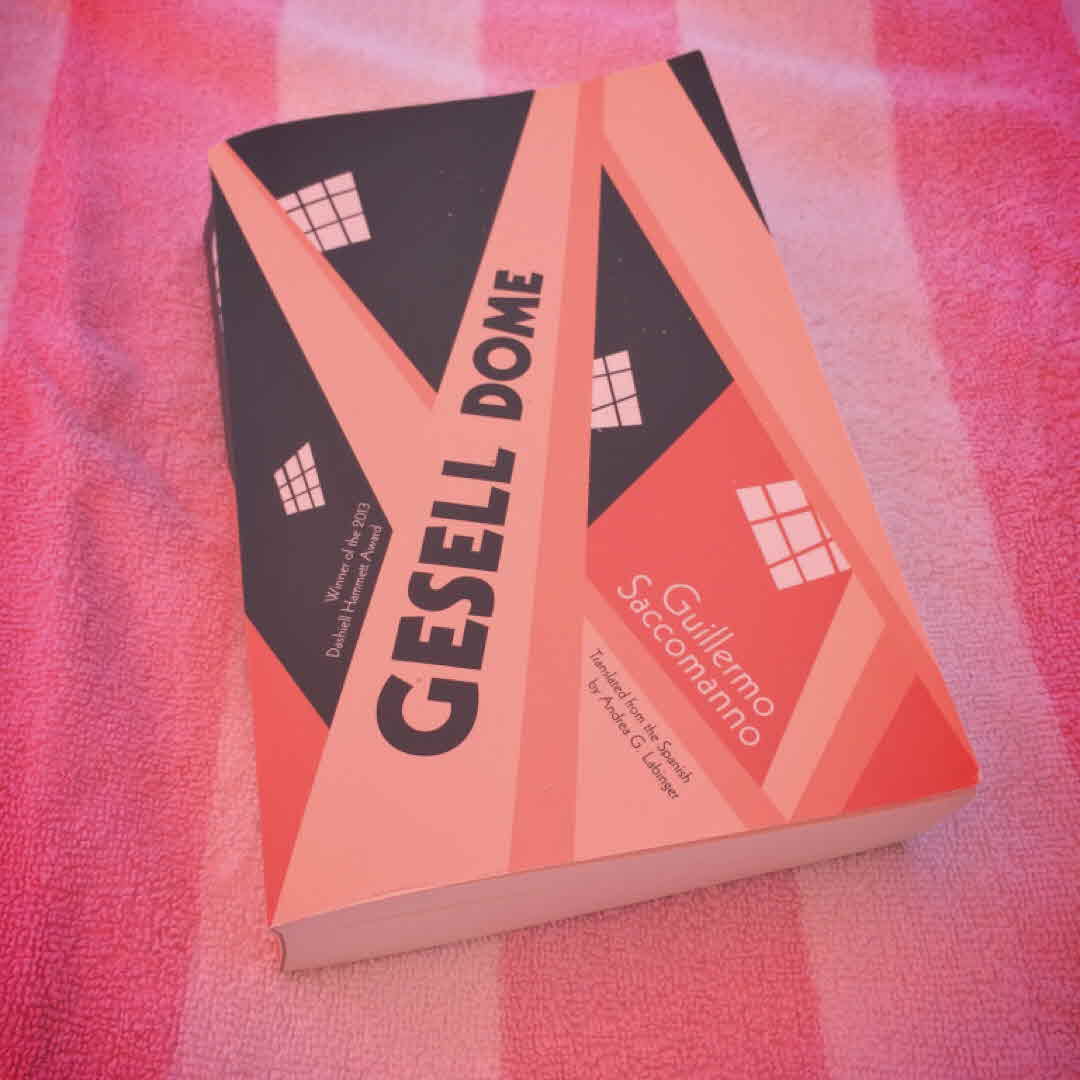 GESELL DOME
Winner of the 2013
Dashiell Hammett Award
Guillermo
Saccomanno
Translated from the Spanish
by Andrea G. Labinger